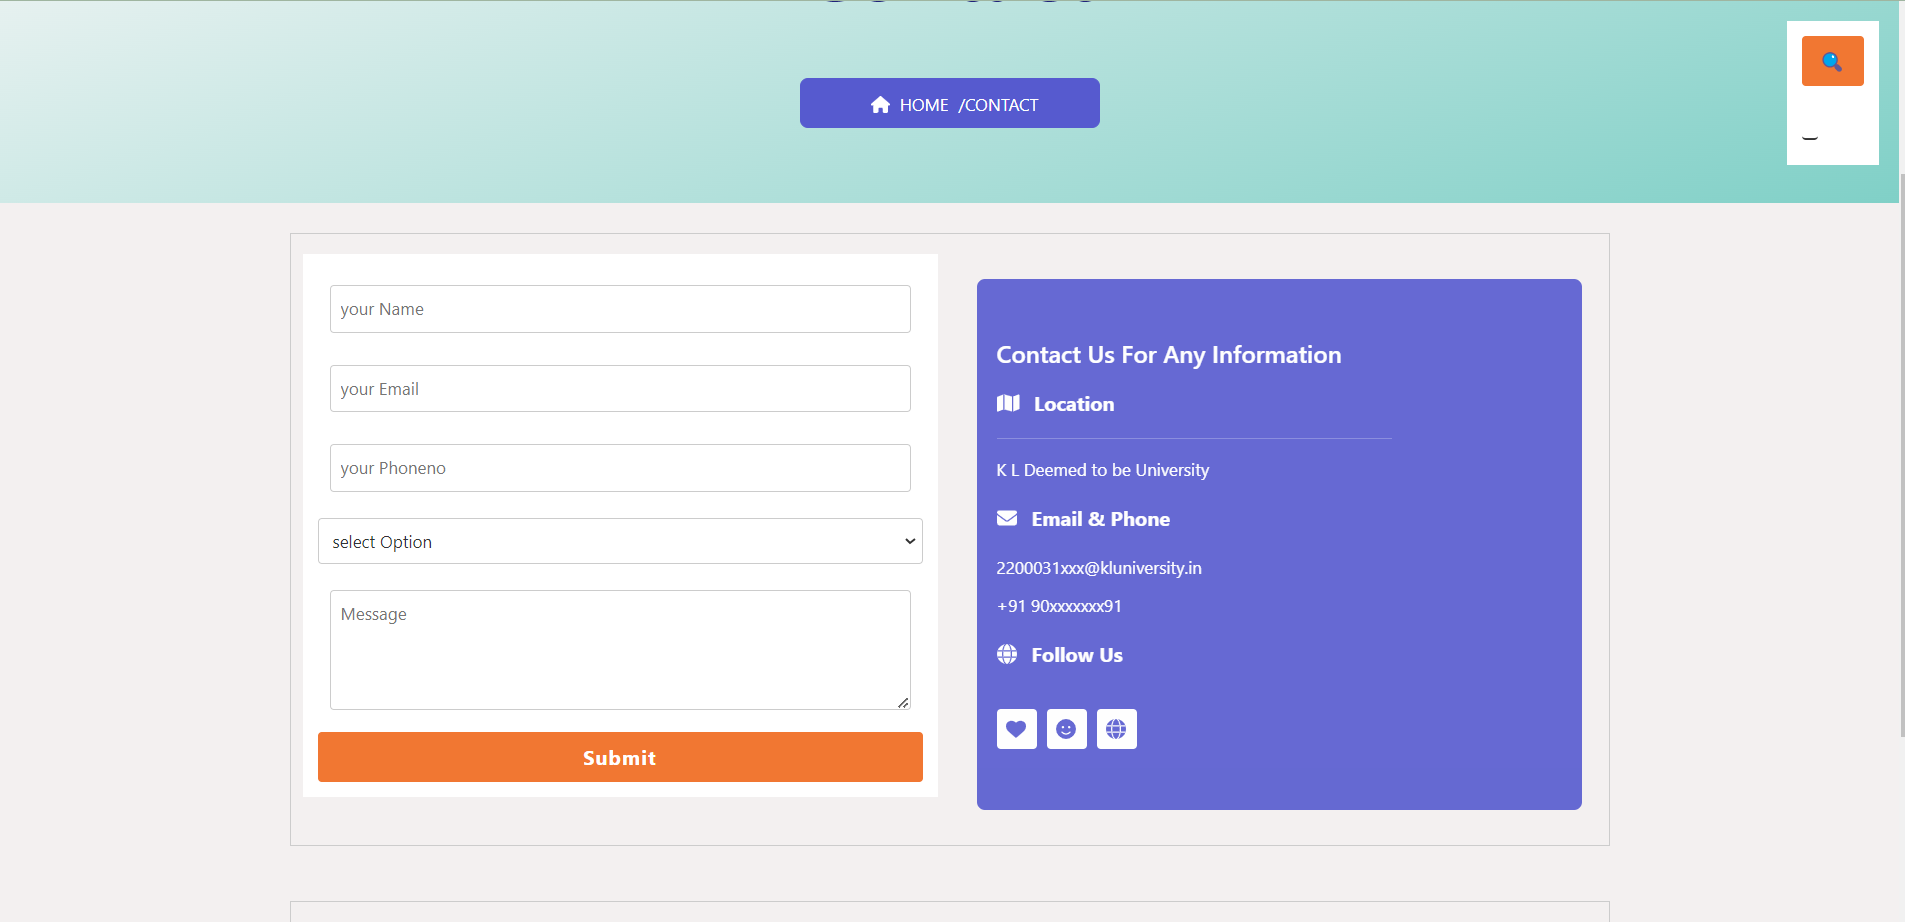 HOME /CONTACT
your Name
your Email
your Phoneno
select Option
Message
Submit
Contact Us For Any Information
Location
K L Deemed to be University
Email & Phone
2200031xxx@kluniversity.in
+91 90xxxxxxx91
Follow Us